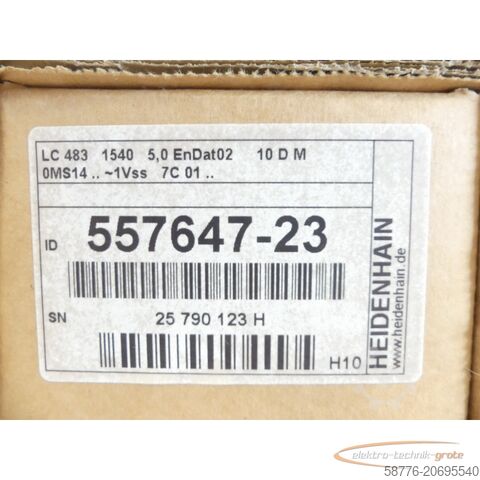 LC 483 1540 5,0 EnDat02 10 D M
0MS14 .. ~1Vss 7C 01 ..
ID 557647-23
SN 25 790 123 H
H10
HEIDENHAIN
www.heidenhain.de
elektro-technik-grote
58776-20695540